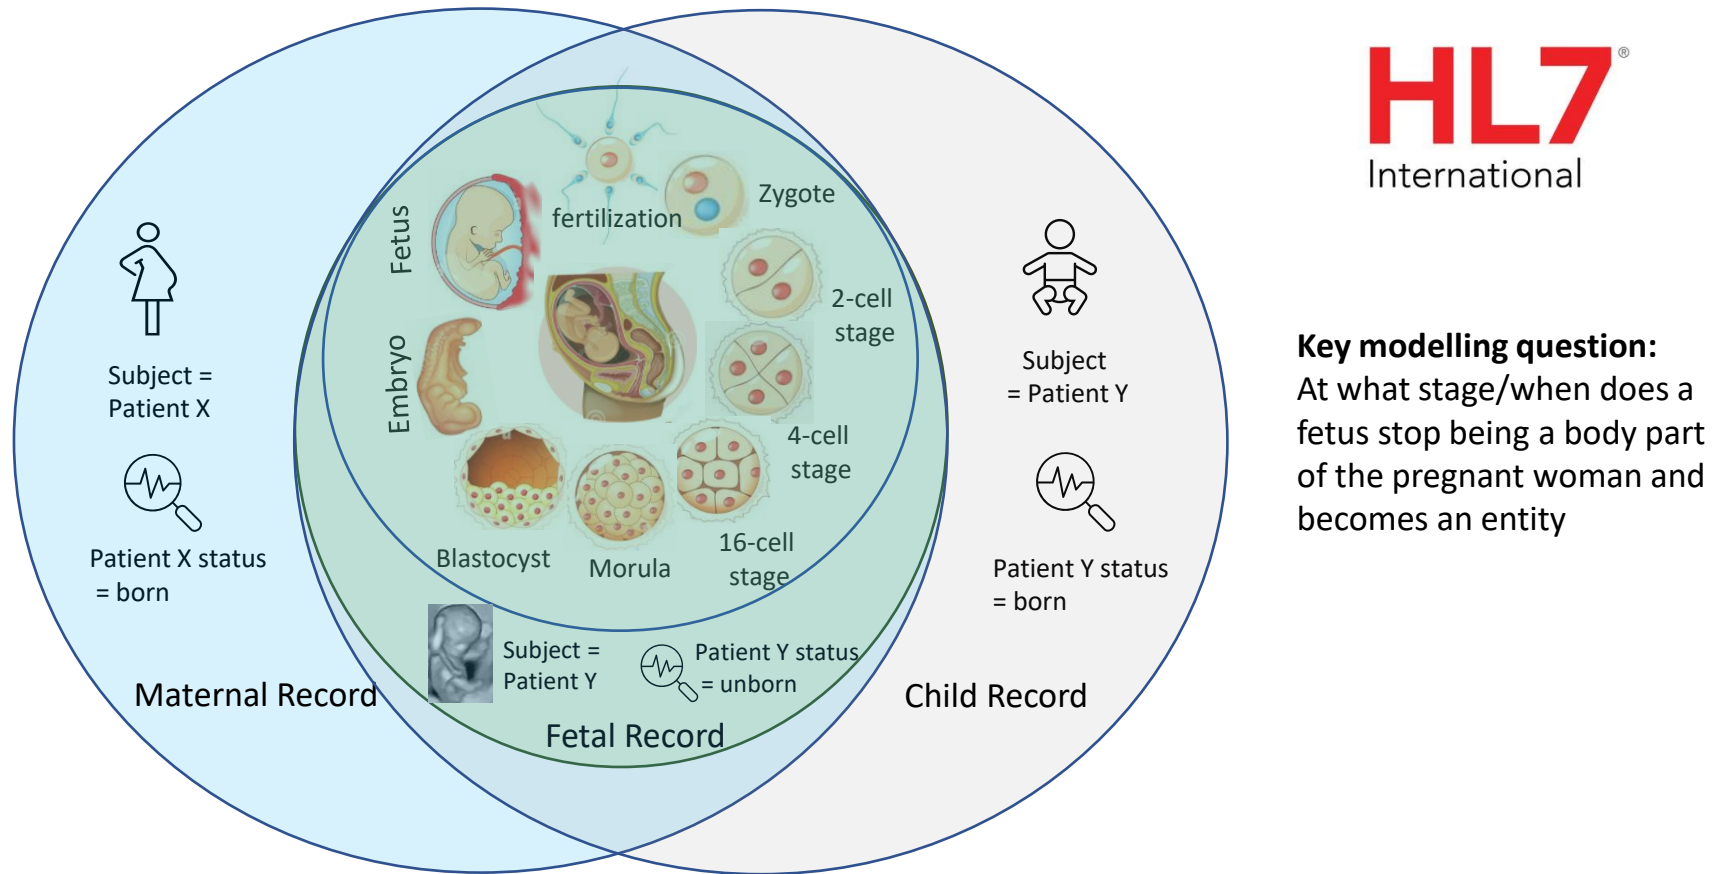 HL7®
International
fertilization
Zygote
Fetus
2-cell
stage
Embryo
4-cell
stage
16-cell
stage
Blastocyst
Morula
Subject =
Patient X
Patient X status
= born
Maternal Record
Subject =
Patient Y
Patient Y status
= unborn
Fetal Record
Subject
= Patient Y
Patient Y status
= born
Child Record
Key modelling question:
At what stage/when does a
fetus stop being a body part
of the pregnant woman and
becomes an entity